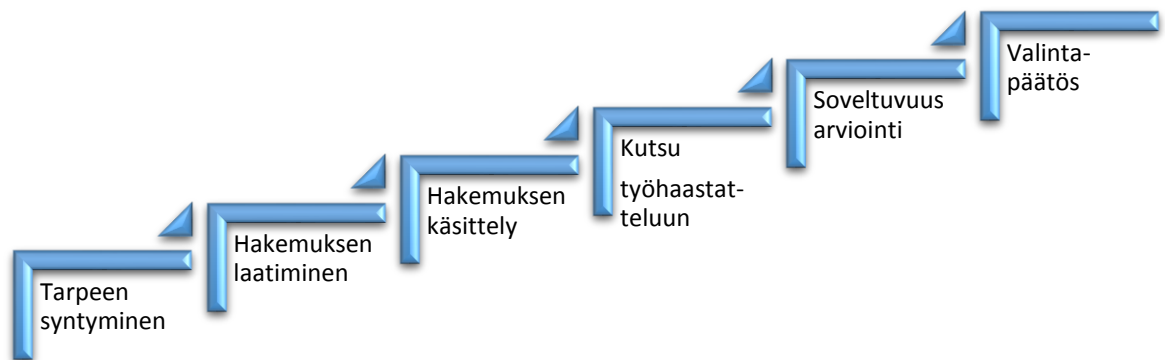 Tarpeen
syntyminen
Hakemuksen
laatiminen
Hakemuksen
käsittely
Kutsu
työhaastat-
teluun
Soveltuvuus
arviointi
Valinta-
päätös